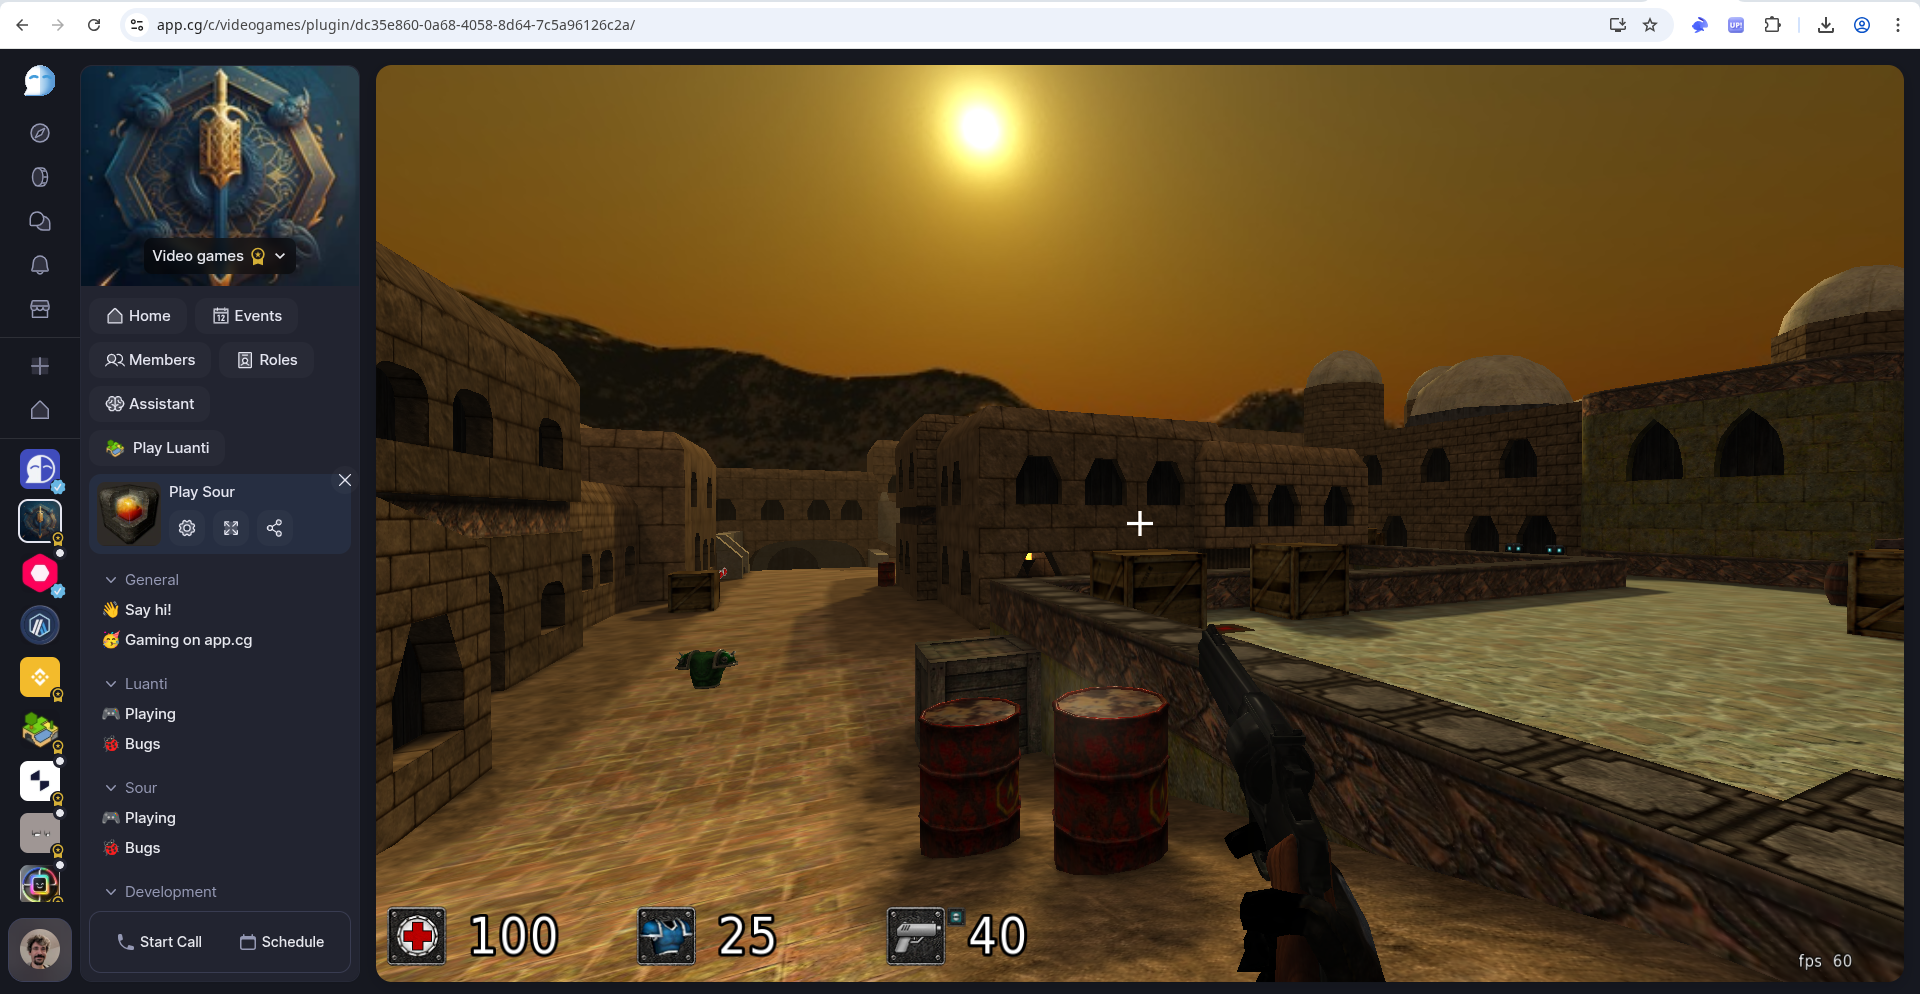 app.cg/c/videogames/plugin/dc35e860-0a68-4058-8d64-7c5a96126c2a/
UP!
Video games
Home
12
Events
Members
Roles
Assistant
Play Luanti
Play Sour
General
👋 Say hi!
🥳 Gaming on app.cg
Luanti
🎮 Playing
🐞 Bugs
Sour
🎮 Playing
🐞 Bugs
Development
Start Call
Schedule
100
25
40
fps 60